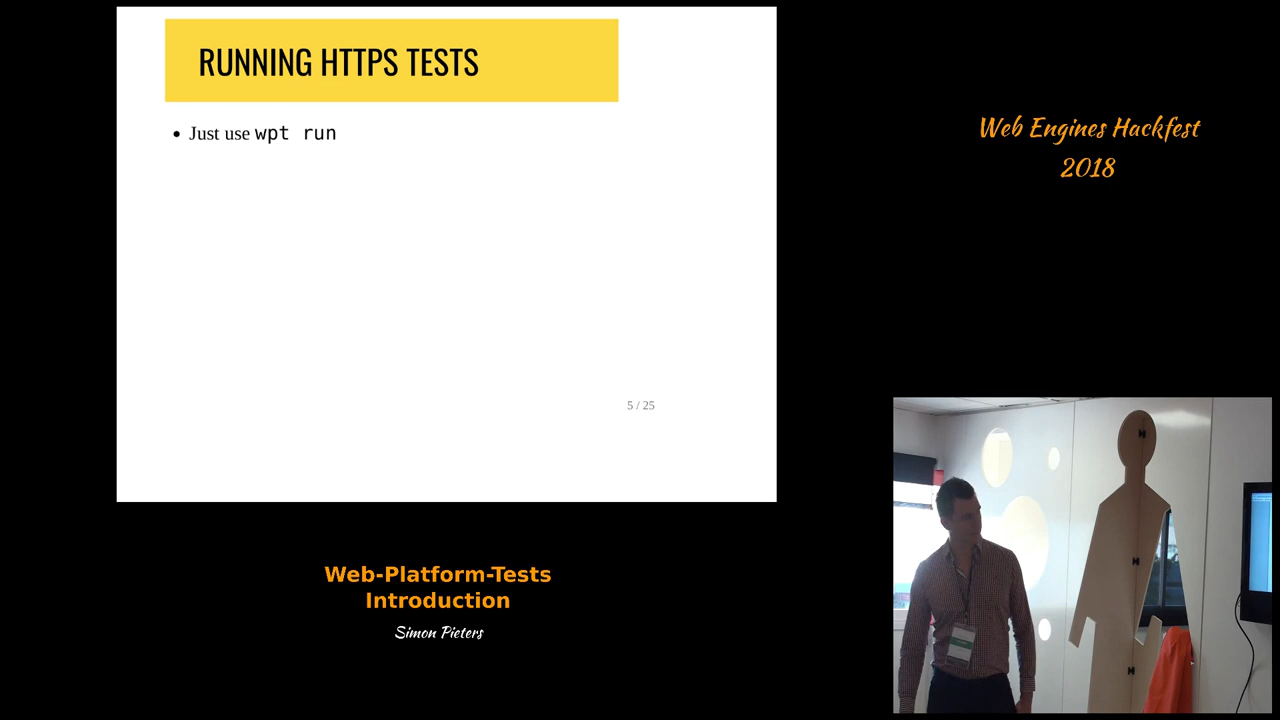 RUNNING HTTPS TESTS
• Just use wpt run
5 / 25
Web Engines Hackfest
2018
Web-Platform-Tests
Introduction
Simon Pieters